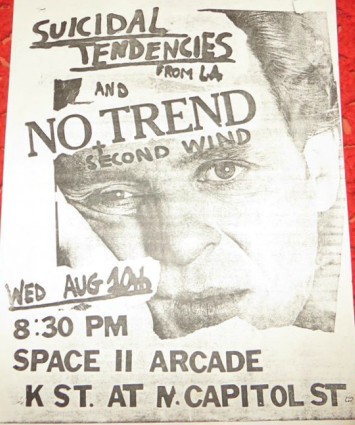 SUICIDAL
TENDENCIES
FROM L.A.
AND
NO TREND
+ SECOND WIND
WED AUG 10th
8:30 PM
SPACE II ARCADE
K ST. AT N. CAPITOL ST